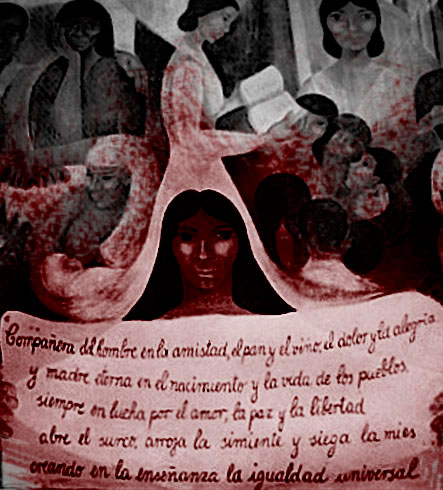 Compañera del hombre en la amistad, el pan y el vino, el dolor y la alegria
y madre eterna en el nacimiento y la vida de los pueblos,
siempre en lucha por el amor, la paz y la libertad
abre el surco, arroja la simiente y siega la mies...
creando en la enseñanza la igualdad universal